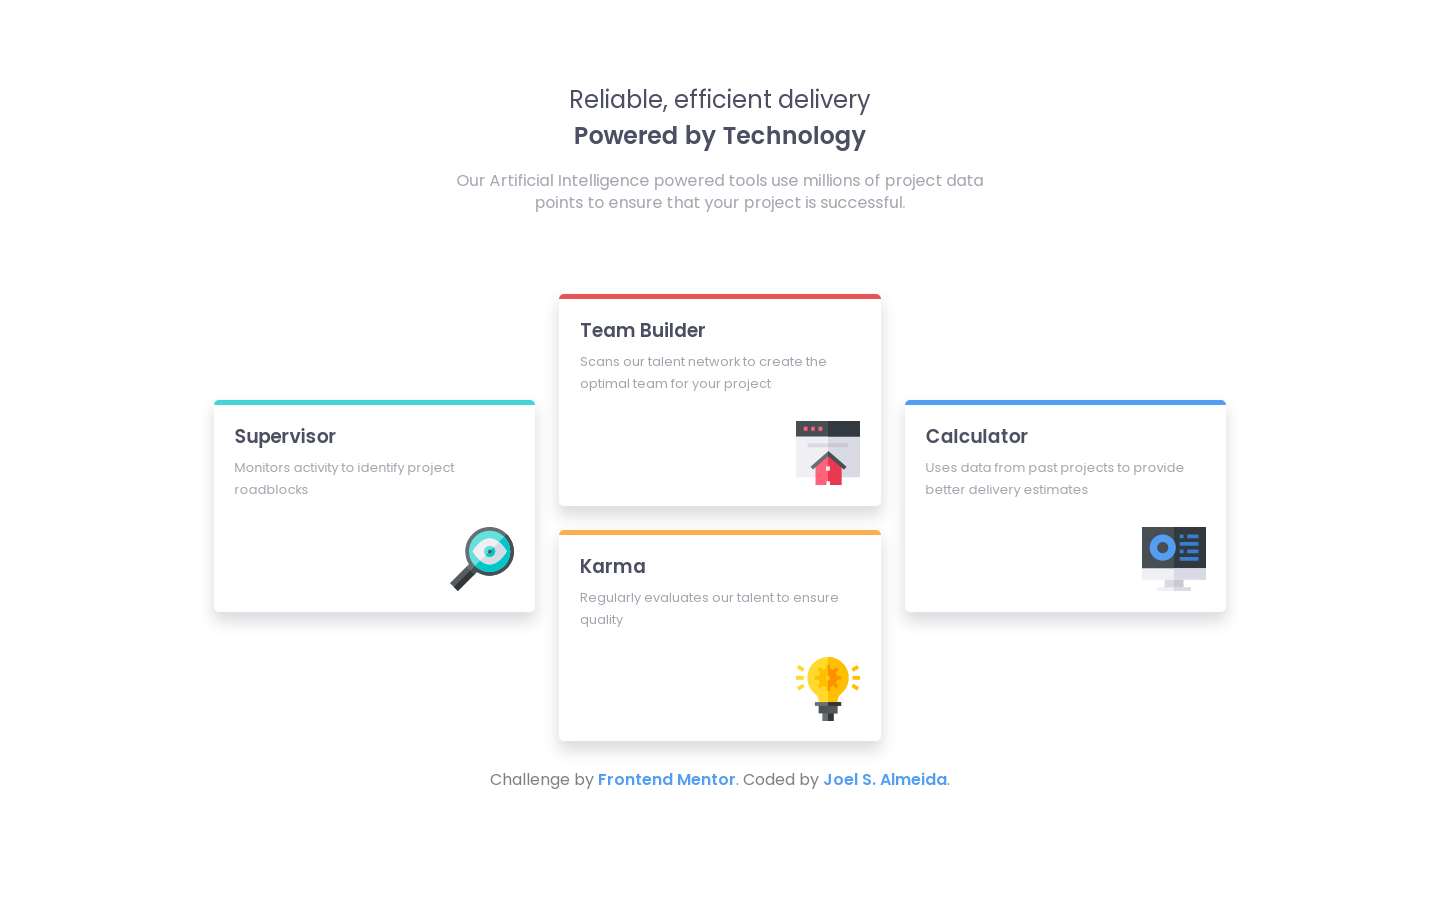 Reliable, efficient delivery
Powered by Technology
Our Artificial Intelligence powered tools use millions of project data
points to ensure that your project is successful.
Supervisor
Monitors activity to identify project
roadblocks
Team Builder
Scans our talent network to create the
optimal team for your project
Karma
Regularly evaluates our talent to ensure
quality
Calculator
Uses data from past projects to provide
better delivery estimates
Challenge by Frontend Mentor. Coded by Joel S. Almeida.